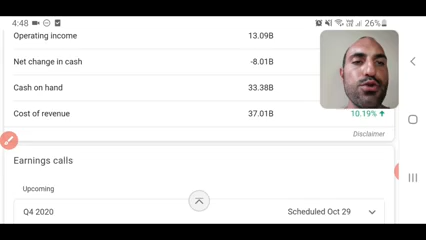 4:48 26%
Operating income 13.09B
Net change in cash -8.01B
Cash on hand 33.38B
Cost of revenue 37.01B 10.19%
Disclaimer
Earnings calls
Upcoming
Q4 2020 Scheduled Oct 29